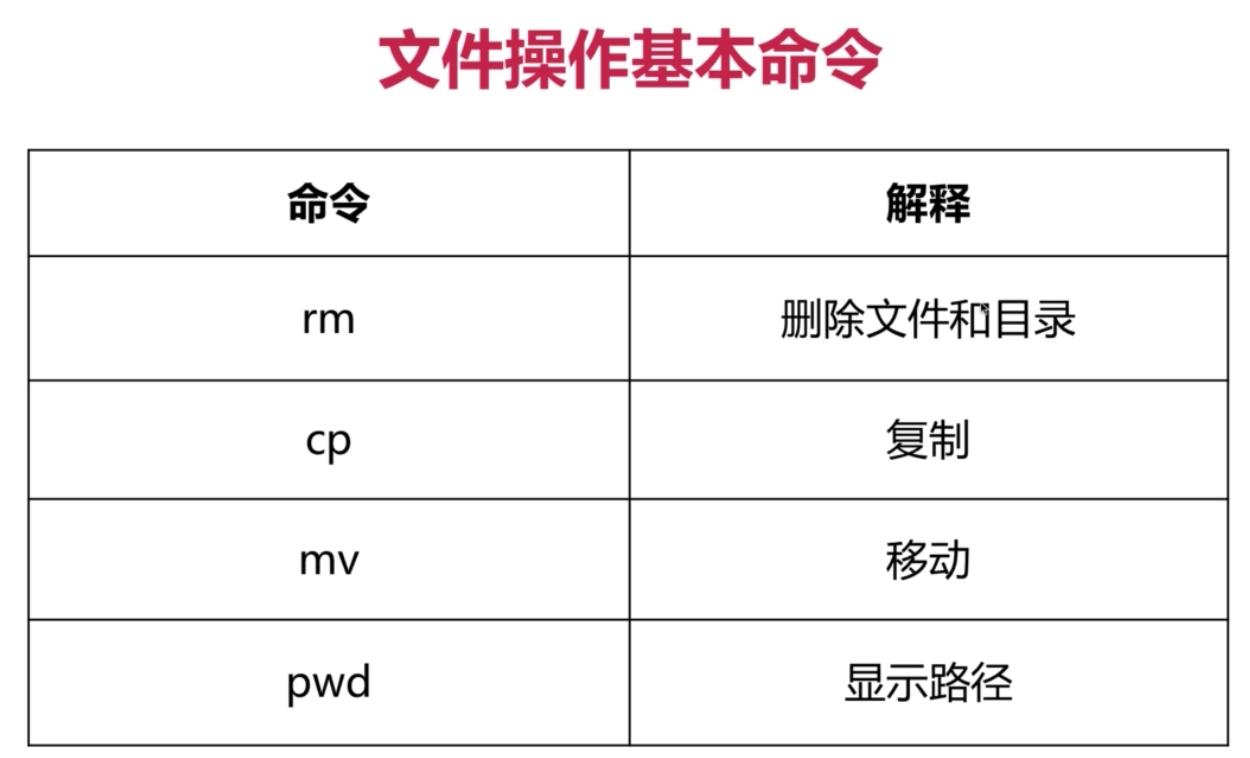 文件操作基本命令
命令 解释
rm 删除文件和目录
cp 复制
mv 移动
pwd 显示路径